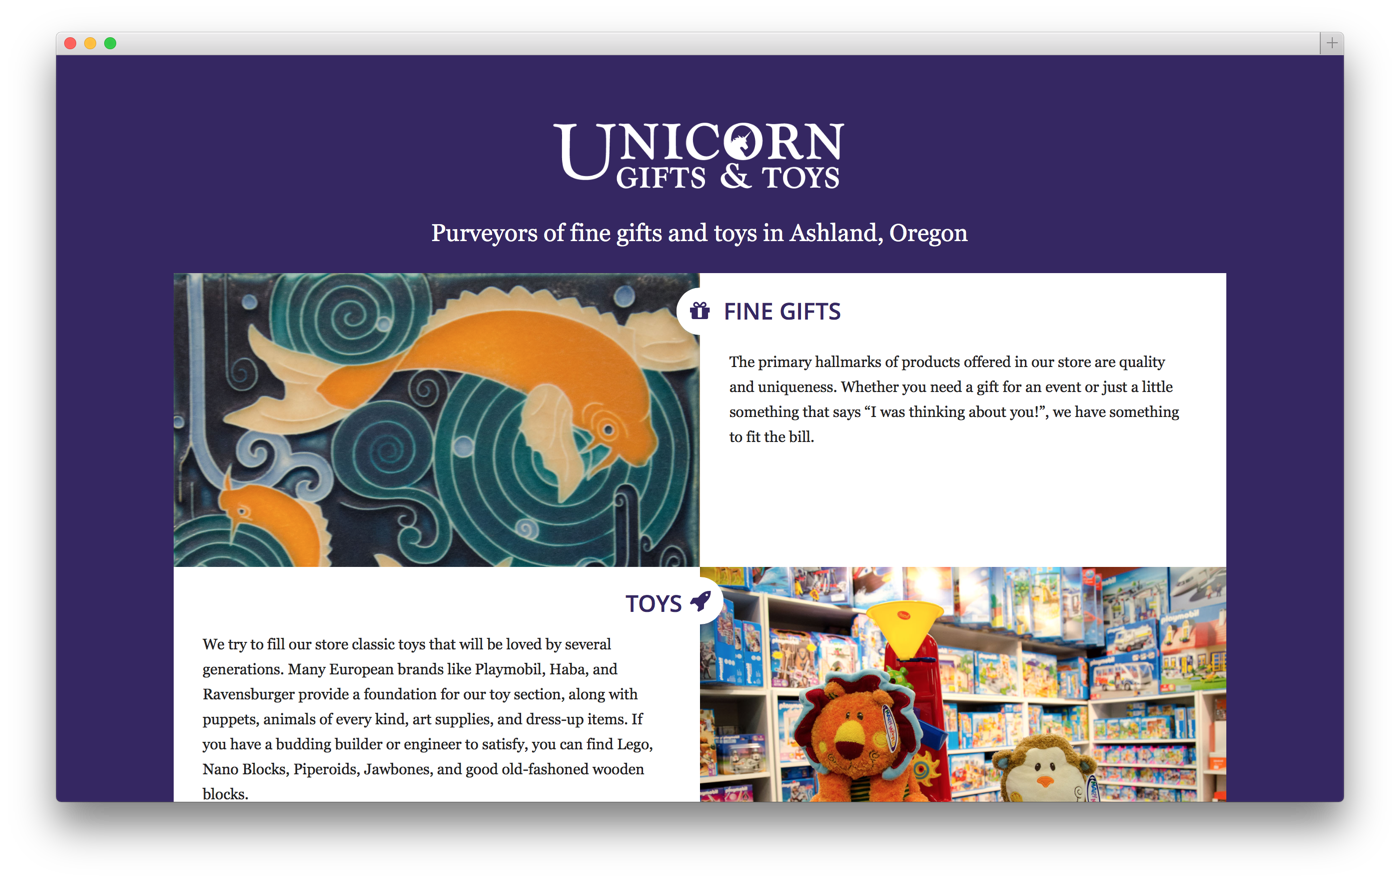 UNICORN
GIFTS & TOYS
Purveyors of fine gifts and toys in Ashland, Oregon
FINE GIFTS
The primary hallmarks of products offered in our store are quality
and uniqueness. Whether you need a gift for an event or just a little
something that says “I was thinking about you!”, we have something
to fit the bill.
TOYS
We try to fill our store classic toys that will be loved by several
generations. Many European brands like Playmobil, Haba, and
Ravensburger provide a foundation for our toy section, along with
puppets, animals of every kind, art supplies, and dress-up items. If
you have a budding builder or engineer to satisfy, you can find Lego,
Nano Blocks, Piperoids, Jawbones, and good old-fashoned wooden
blocks.